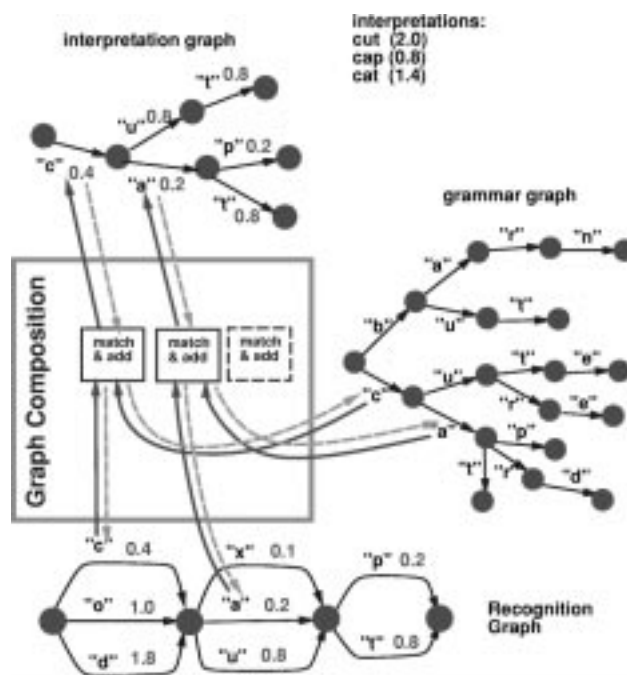 interpretations:
cut (2.0)
cap (0.8)
cat (1.4)
interpretation graph
"t" 0.8
"u" 0.8
"p" 0.2
"c" 0.4
"a" 0.2
"t" 0.8
grammar graph
"r" "n"
"a"
"b"
"u" "t"
"t" "e"
"c" "u"
"r" "e"
a" "p"
"t" "r" "d"
Graph Composition
match & add
match & add
match & add
"c" 0.4
"x" 0.1
"p" 0.2
"o" 1.0
"a" 0.2
"d" 1.8
"u" 0.8
"t" 0.8
Recognition
Graph